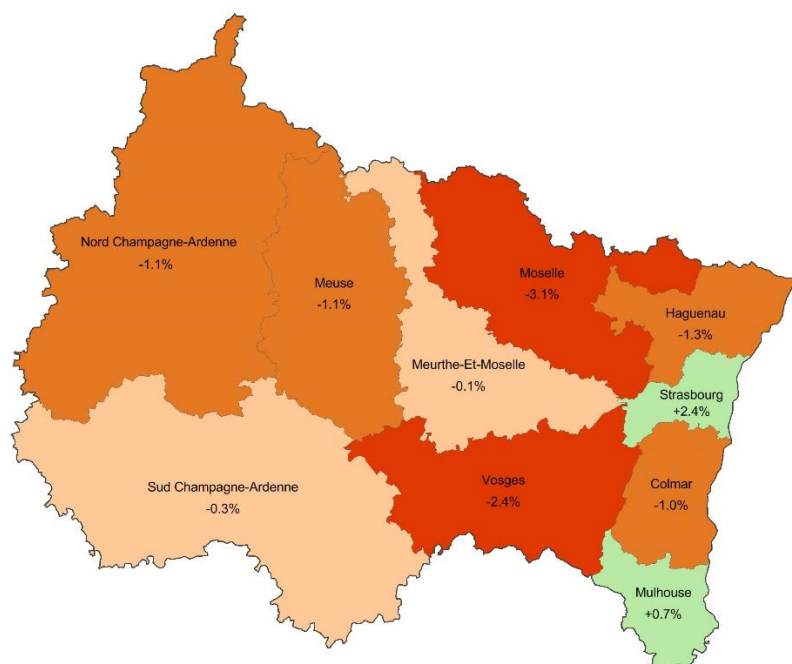 Nord Champagne-Ardenne
-1.1%
Meuse
-1.1%
Moselle
-3.1%
Haguenau
-1.3%
Meurthe-Et-Moselle
-0.1%
Strasbourg
+2.4%
Sud Champagne-Ardenne
-0.3%
Vosges
-2.4%
Colmar
-1.0%
Mulhouse
+0.7%